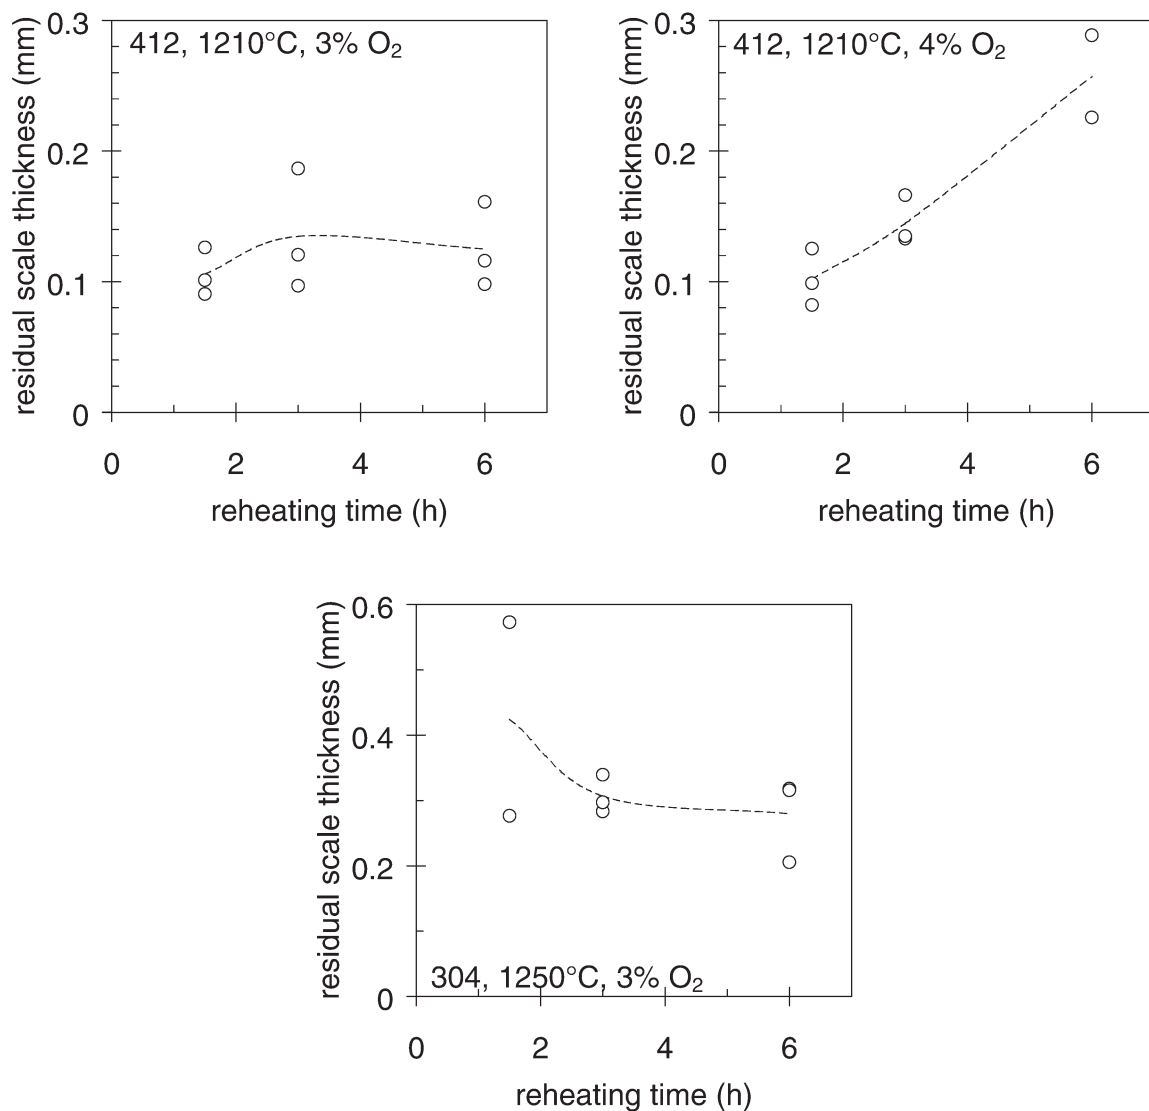 residual scale thickness (mm)
0.3
0.2
0.1
0
412, 1210°C, 3% O₂
0 2 4 6
reheating time (h)
residual scale thickness (mm)
0.3
0.2
0.1
0
412, 1210°C, 4% O₂
0 2 4 6
reheating time (h)
residual scale thickness (mm)
0.6
0.4
0.2
0
304, 1250°C, 3% O₂
0 2 4 6
reheating time (h)